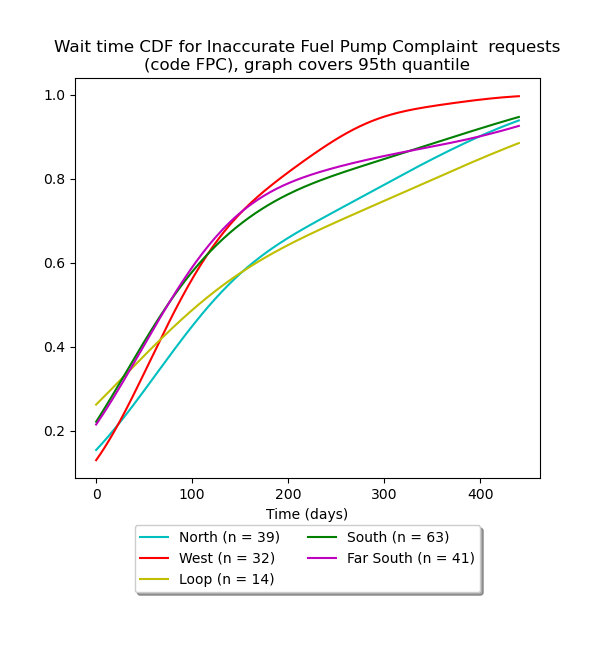 Wait time CDF for Inaccurate Fuel Pump Complaint  requests
(code FPC), graph covers 95th quantile
1.0
0.8
0.6
0.4
0.2
0 100 200 300 400
Time (days)
North (n = 39) South (n = 63)
West (n = 32) Far South (n = 41)
Loop (n = 14)